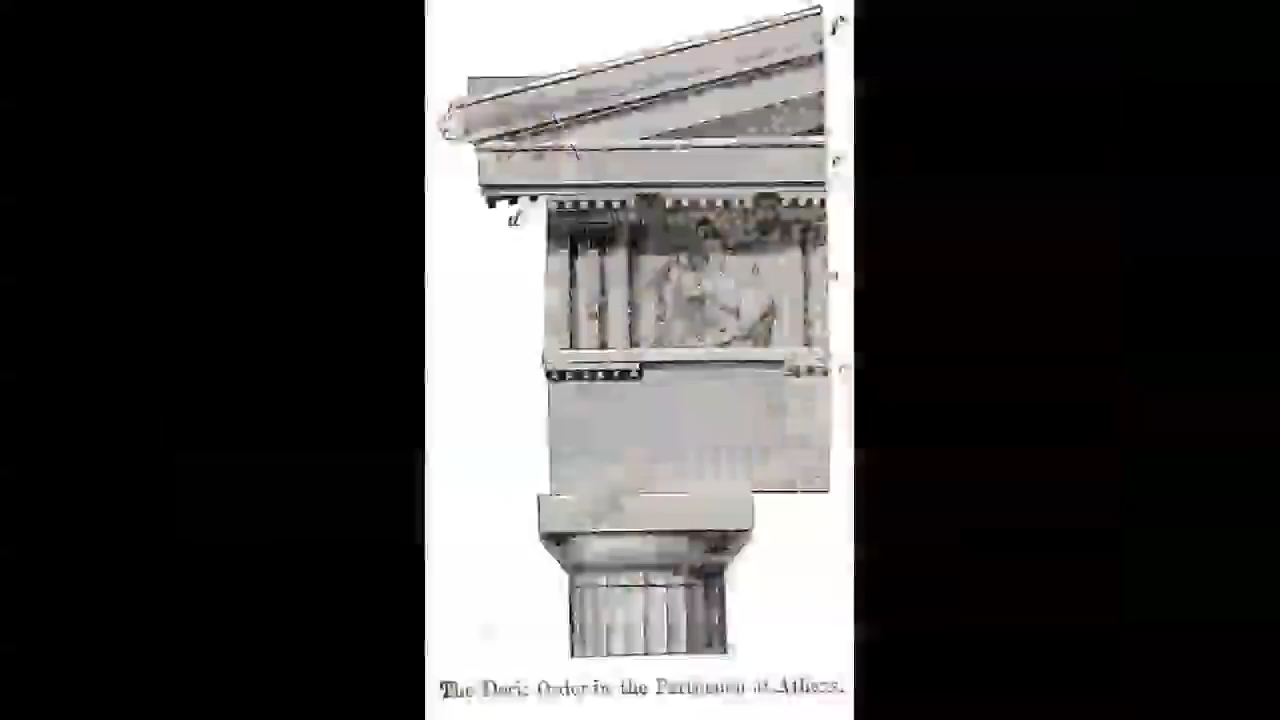 d
The Doric Order in the Parthenon at Athens.